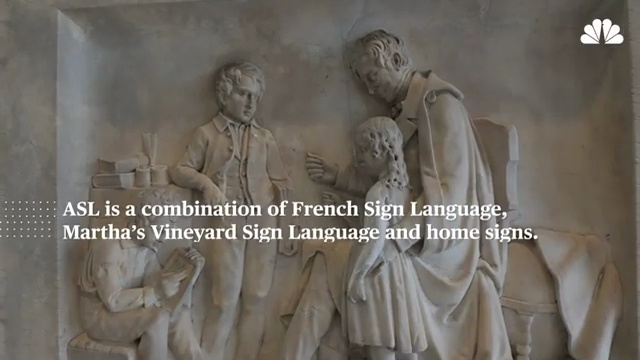 ASL is a combination of French Sign Language,
Martha's Vineyard Sign Language and home signs.